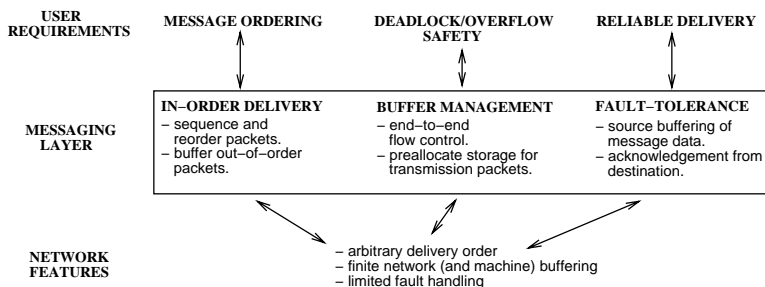 USER
REQUIREMENTS
MESSAGE ORDERING
DEADLOCK/OVERFLOW
SAFETY
RELIABLE DELIVERY
MESSAGING
LAYER
IN−ORDER DELIVERY
− sequence and
reorder packets.
− buffer out−of−order
packets.
BUFFER MANAGEMENT
− end−to−end
flow control.
− preallocate storage for
transmission packets.
FAULT−TOLERANCE
− source buffering of
message data.
− acknowledgement from
destination.
NETWORK
FEATURES
− arbitrary delivery order
− finite network (and machine) buffering
− limited fault handling